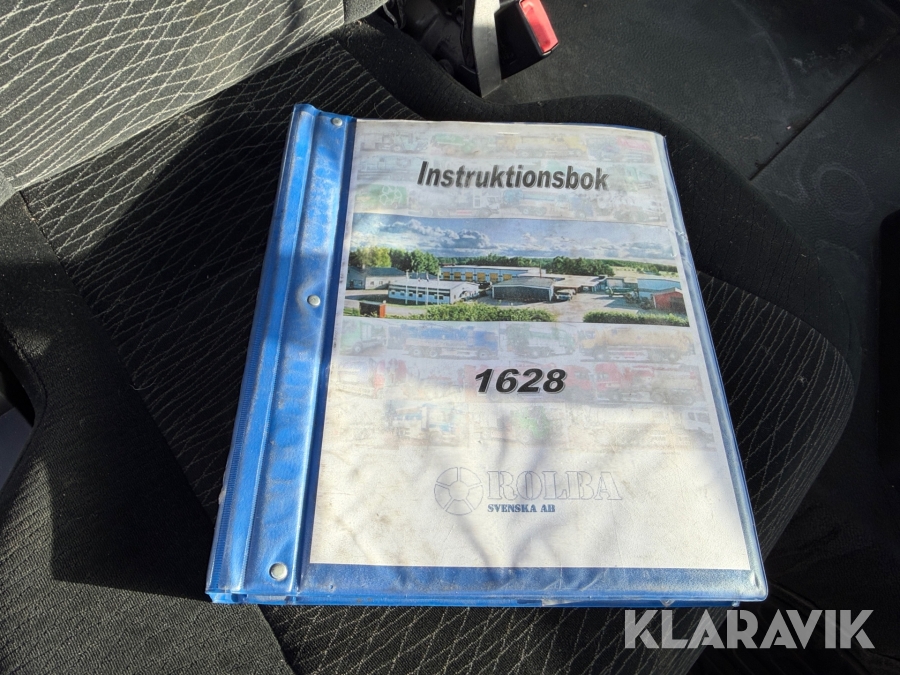 Instruktionsbok
1628
ROLBA
SVENSKA AB
KLARAVIK